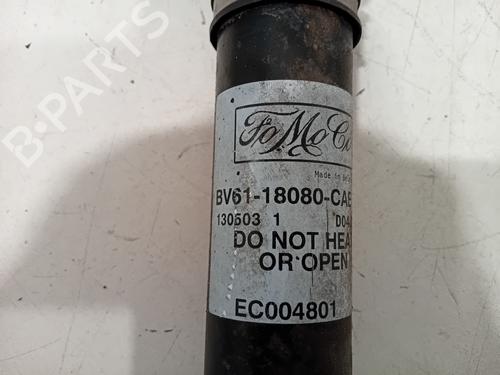 FoMoCo
Made in
BV61-18080-CAE
130503 1
DO NOT HEA
OR OPEN
EC004801
B-PARTS